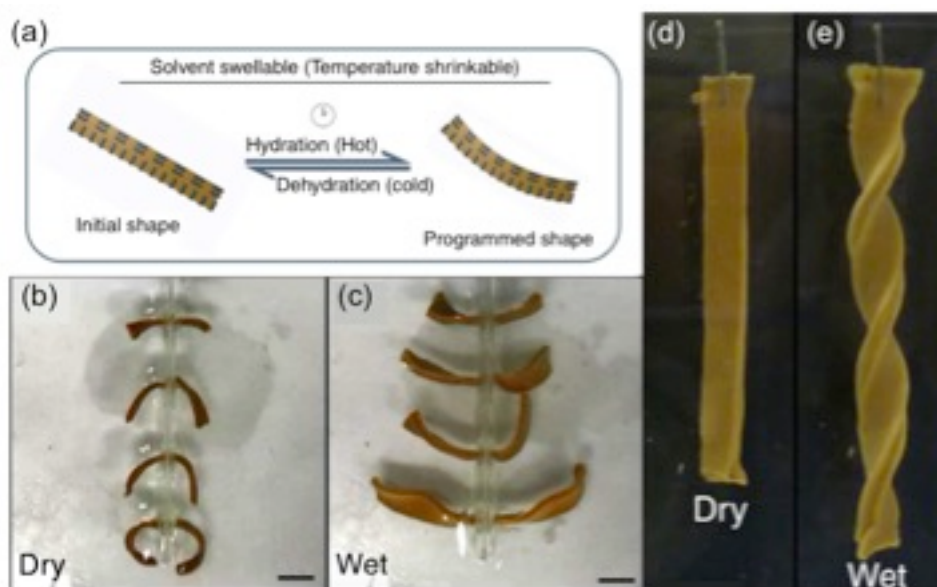 (a)
Solvent swellable (Temperature shrinkable)
Hydration (Hot)
Dehydration (cold)
Initial shape
Programmed shape
(b)
Dry
(c)
Wet
(d)
Dry
(e)
Wet